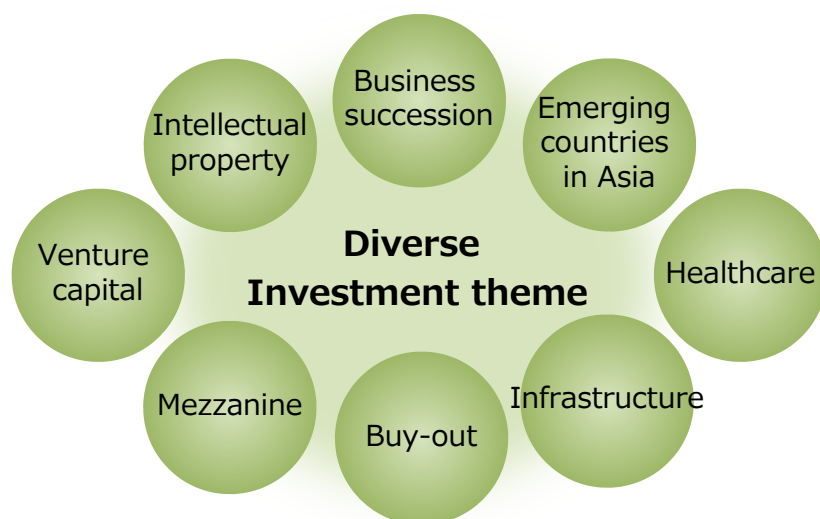 Business
succession
Intellectual
property
Emerging
countries
in Asia
Venture
capital
Diverse
Investment theme
Healthcare
Mezzanine
Buy-out
Infrastructure